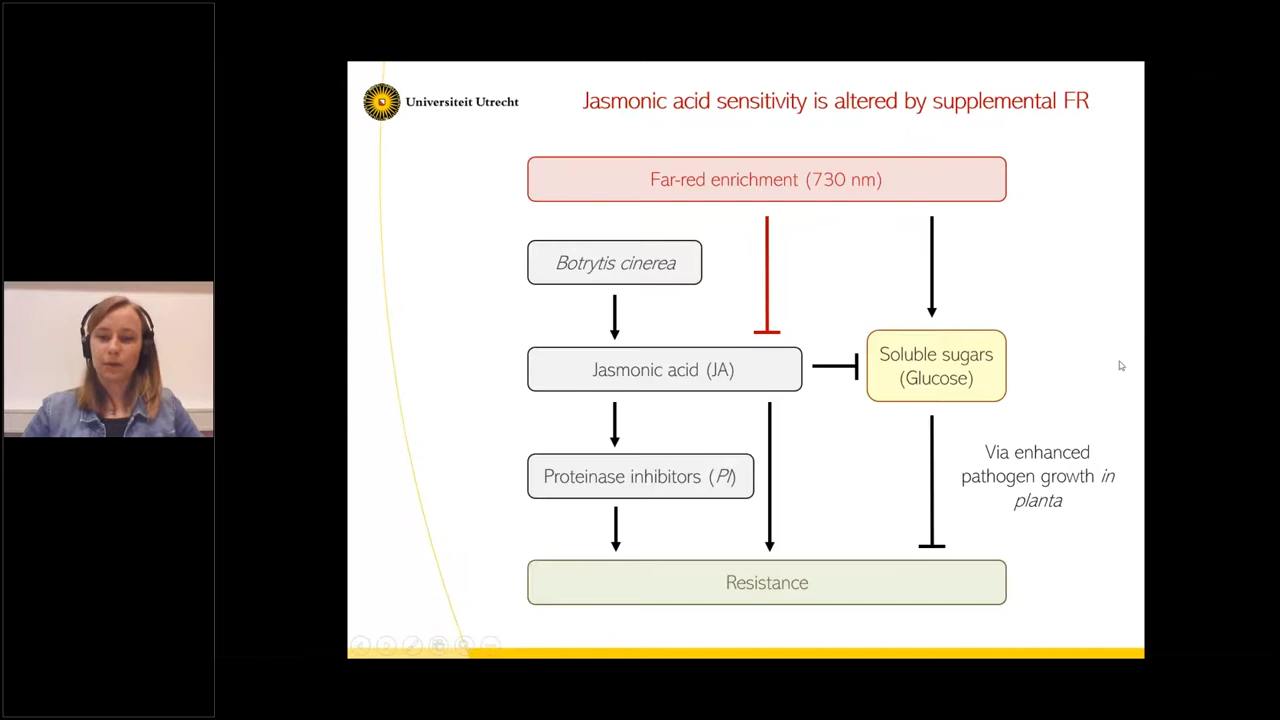 Universiteit Utrecht
Jasmonic acid sensitivity is altered by supplemental FR
Far-red enrichment (730 nm)
Botrytis cinerea
Jasmonic acid (JA)
Soluble sugars
(Glucose)
Proteinase inhibitors (PI)
Via enhanced
pathogen growth in
planta
Resistance